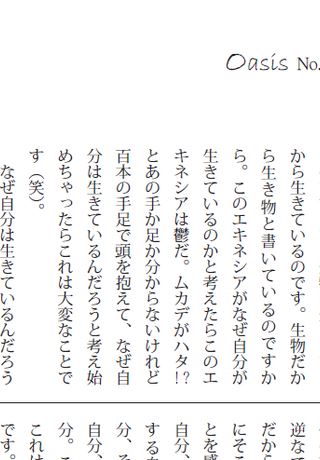 Oasis No.
から生きているのです。生物だか
ら生き物と書いているのですか
ら。このエキネシアがなぜ自分が
生きているのかと考えたらこのエ
キネシアは鬱だ。ムカデがハタ!?
とあの手か足か分からないけれど
百本の手足で頭を抱えて、なぜ自
分は生きているんだろうと考え始
めちゃったらこれは大変なことで
す（笑）。
なぜ自分は生きているんだろう
逆な
だから
にそこ
とを感
自分、
する
分、そ
自分、
分。こ
これは
です。